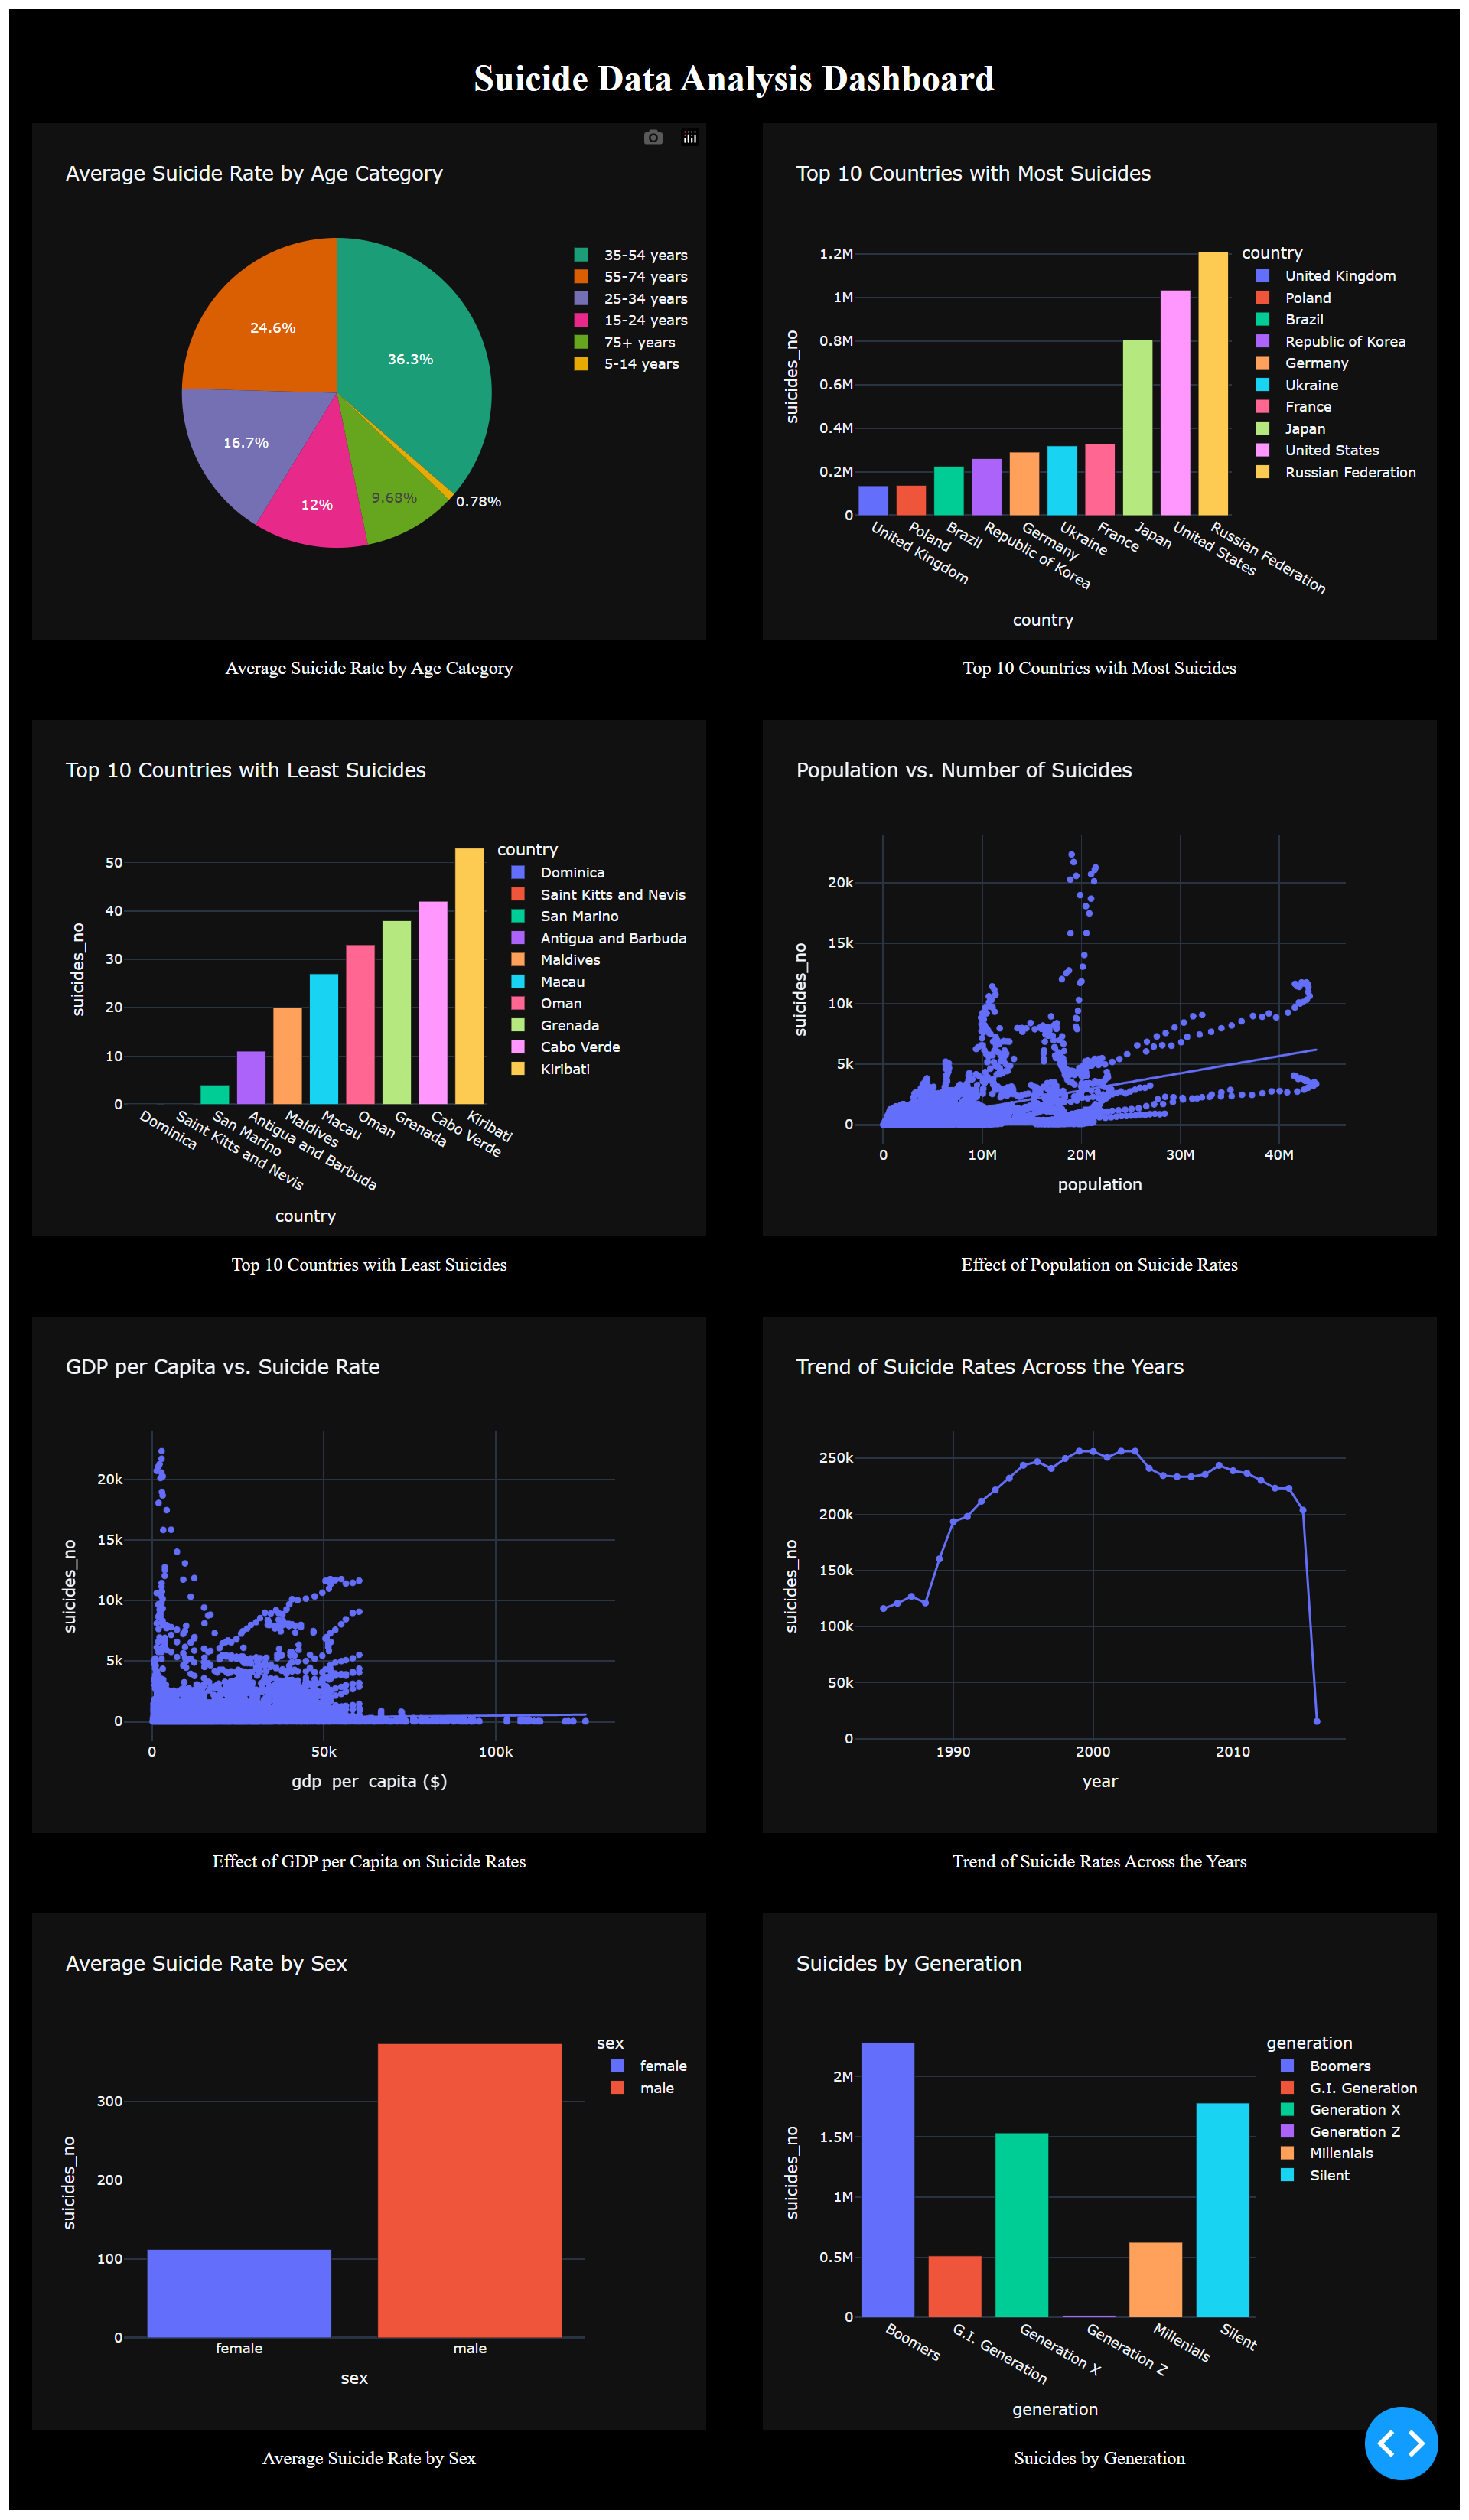 Suicide Data Analysis Dashboard
Average Suicide Rate by Age Category
36.3%
24.6%
16.7%
12%
9.68%
0.78%
35-54 years
55-74 years
25-34 years
15-24 years
75+ years
5-14 years
Average Suicide Rate by Age Category
Top 10 Countries with Most Suicides
suicides_no
1.2M
1M
0.8M
0.6M
0.4M
0.2M
0
United Kingdom
Poland
Brazil
Republic of Korea
Germany
Ukraine
France
Japan
United States
Russian Federation
country
country
United Kingdom
Poland
Brazil
Republic of Korea
Germany
Ukraine
France
Japan
United States
Russian Federation
Top 10 Countries with Most Suicides
Top 10 Countries with Least Suicides
suicides_no
50
40
30
20
10
0
Dominica
Saint Kitts and Nevis
San Marino
Antigua and Barbuda
Maldives
Macau
Oman
Grenada
Cabo Verde
Kiribati
country
country
Dominica
Saint Kitts and Nevis
San Marino
Antigua and Barbuda
Maldives
Macau
Oman
Grenada
Cabo Verde
Kiribati
Top 10 Countries with Least Suicides
Population vs. Number of Suicides
suicides_no
20k
15k
10k
5k
0
0 10M 20M 30M 40M
population
Effect of Population on Suicide Rates
GDP per Capita vs. Suicide Rate
suicides_no
20k
15k
10k
5k
0
0 50k 100k
gdp_per_capita ($)
Effect of GDP per Capita on Suicide Rates
Trend of Suicide Rates Across the Years
suicides_no
250k
200k
150k
100k
50k
0
1990 2000 2010
year
Trend of Suicide Rates Across the Years
Average Suicide Rate by Sex
suicides_no
300
200
100
0
female male
sex
sex
female
male
Average Suicide Rate by Sex
Suicides by Generation
suicides_no
2M
1.5M
1M
0.5M
0
Boomers
G.I. Generation
Generation X
Generation Z
Millenials
Silent
generation
generation
Boomers
G.I. Generation
Generation X
Generation Z
Millenials
Silent
Suicides by Generation